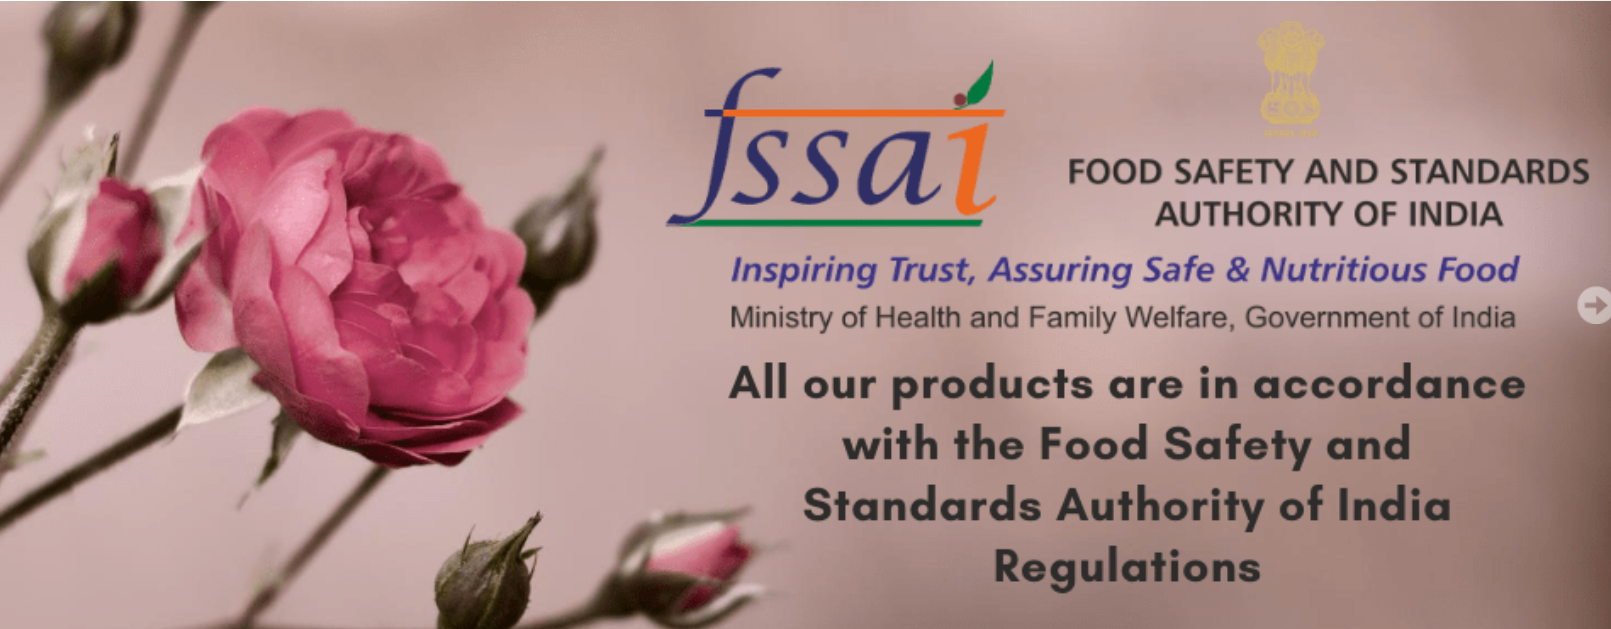 fssai
FOOD SAFETY AND STANDARDS
AUTHORITY OF INDIA
Inspiring Trust, Assuring Safe & Nutritious Food
Ministry of Health and Family Welfare, Government of India
All our products are in accordance
with the Food Safety and
Standards Authority of India
Regulations